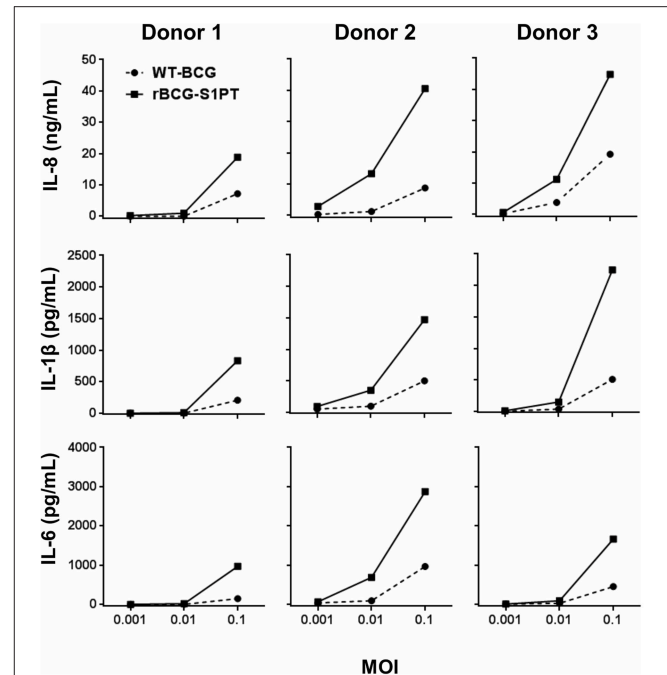 Donor 1 Donor 2 Donor 3
IL-8 (ng/mL)
50
40
30
20
10
0
WT-BCG
rBCG-S1PT
IL-1β (pg/mL)
2500
2000
1500
1000
500
0
IL-6 (pg/mL)
4000
3000
2000
1000
0
0.001 0.01 0.1 0.001 0.01 0.1 0.001 0.01 0.1
MOI